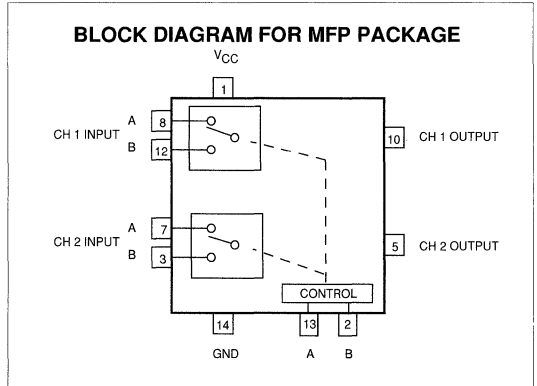 BLOCK DIAGRAM FOR MFP PACKAGE
VCC
1
A 8
CH 1 INPUT
B 12
10 CH 1 OUTPUT
A 7
CH 2 INPUT
B 3
5 CH 2 OUTPUT
CONTROL
14 13 2
GND A B